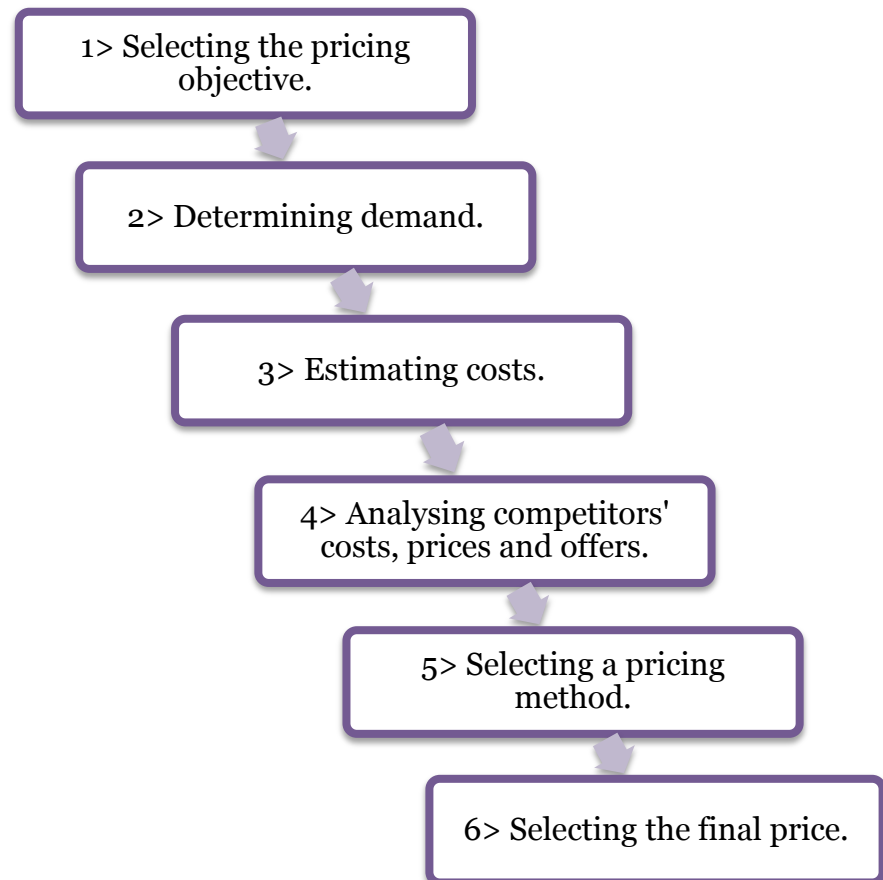 1> Selecting the pricing
objective.
2> Determining demand.
3> Estimating costs.
4> Analysing competitors'
costs, prices and offers.
5> Selecting a pricing
method.
6> Selecting the final price.